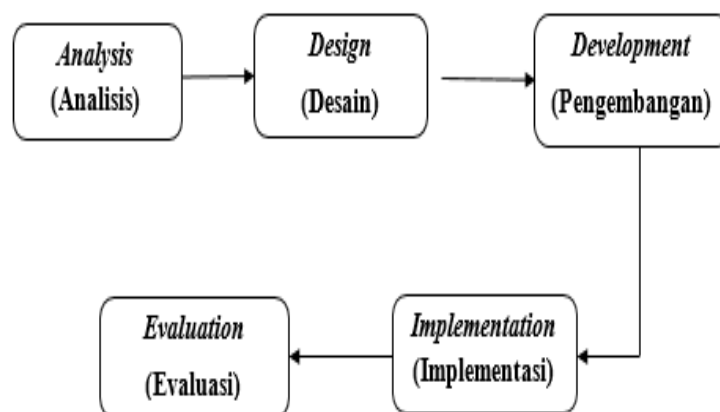 Analysis
(Analisis)
Design
(Desain)
Development
(Pengembangan)
Implementation
(Implementasi)
Evaluation
(Evaluasi)